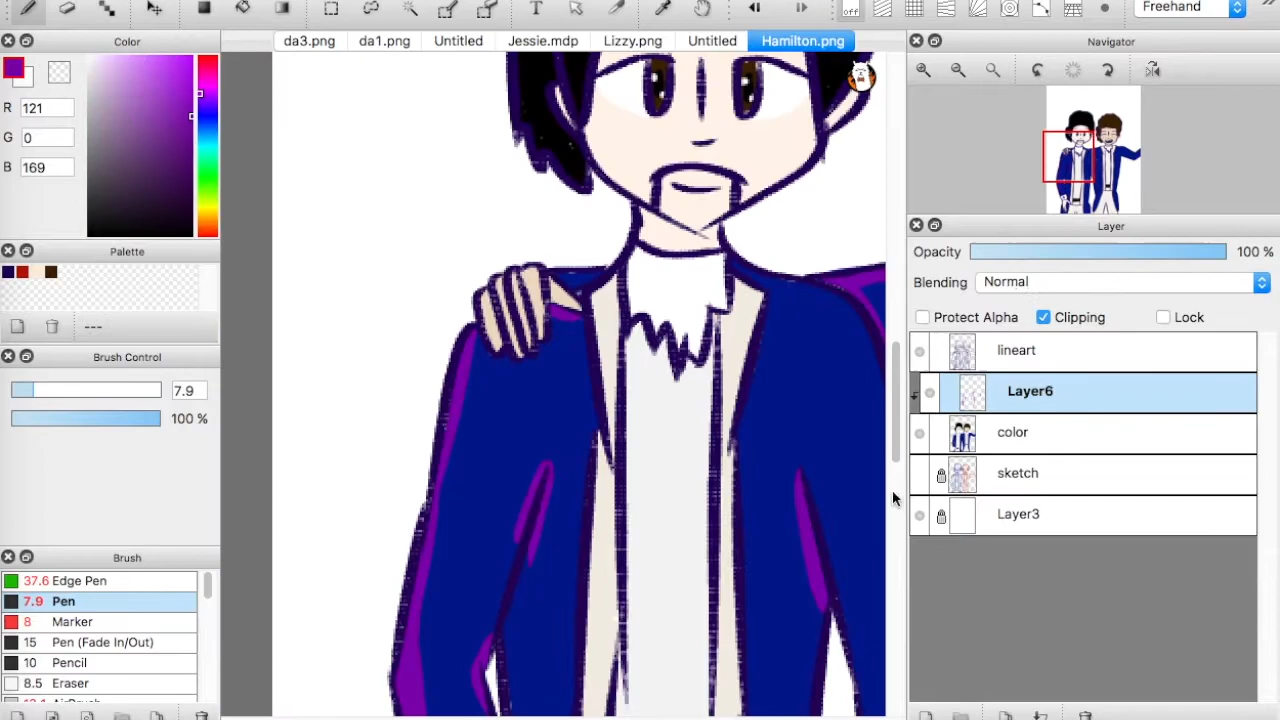 off
Freehand
Color
da3.png
da1.png
Untitled
Jessie.mdp
Lizzy.png
Untitled
Hamilton.png
Navigator
R
121
G
0
B
169
Palette
---
Brush Control
7.9
100 %
Brush
37.6 Edge Pen
7.9 Pen
8 Marker
15 Pen (Fade In/Out)
10 Pencil
8.5 Eraser
Layer
Opacity
100 %
Blending
Normal
Protect Alpha
Clipping
Lock
lineart
Layer6
color
sketch
Layer3